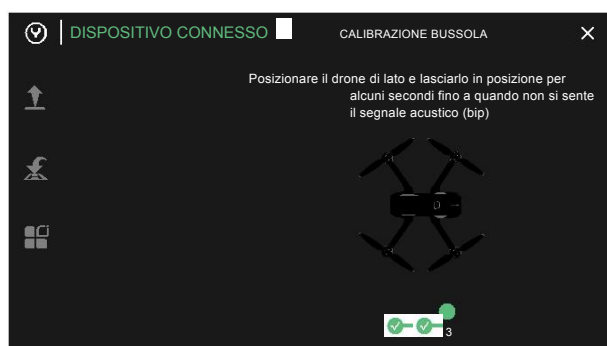 DISPOSITIVO CONNESSO
CALIBRAZIONE BUSSOLA
Posizionare il drone di lato e lasciarlo in posizione per
alcuni secondi fino a quando non si sente
il segnale acustico (bip)
3